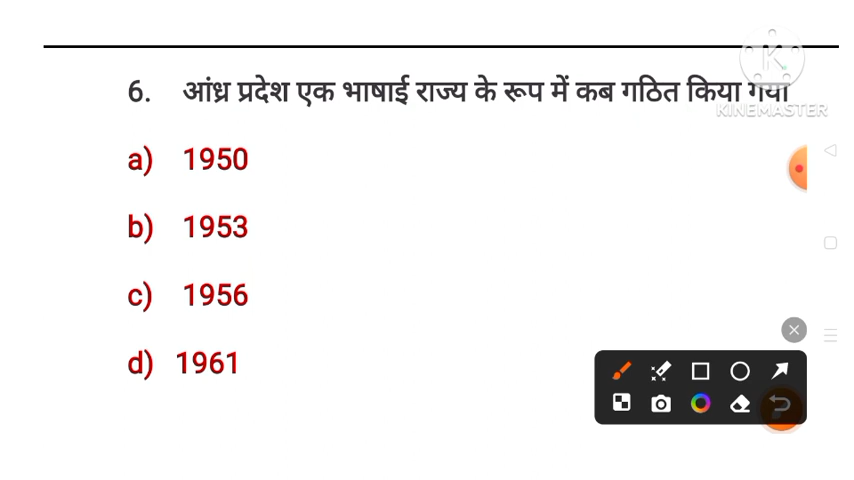 6. आंध्र प्रदेश एक भाषाई राज्य के रूप में कब गठित किया गया
KINEMASTER
a) 1950
b) 1953
c) 1956
d) 1961